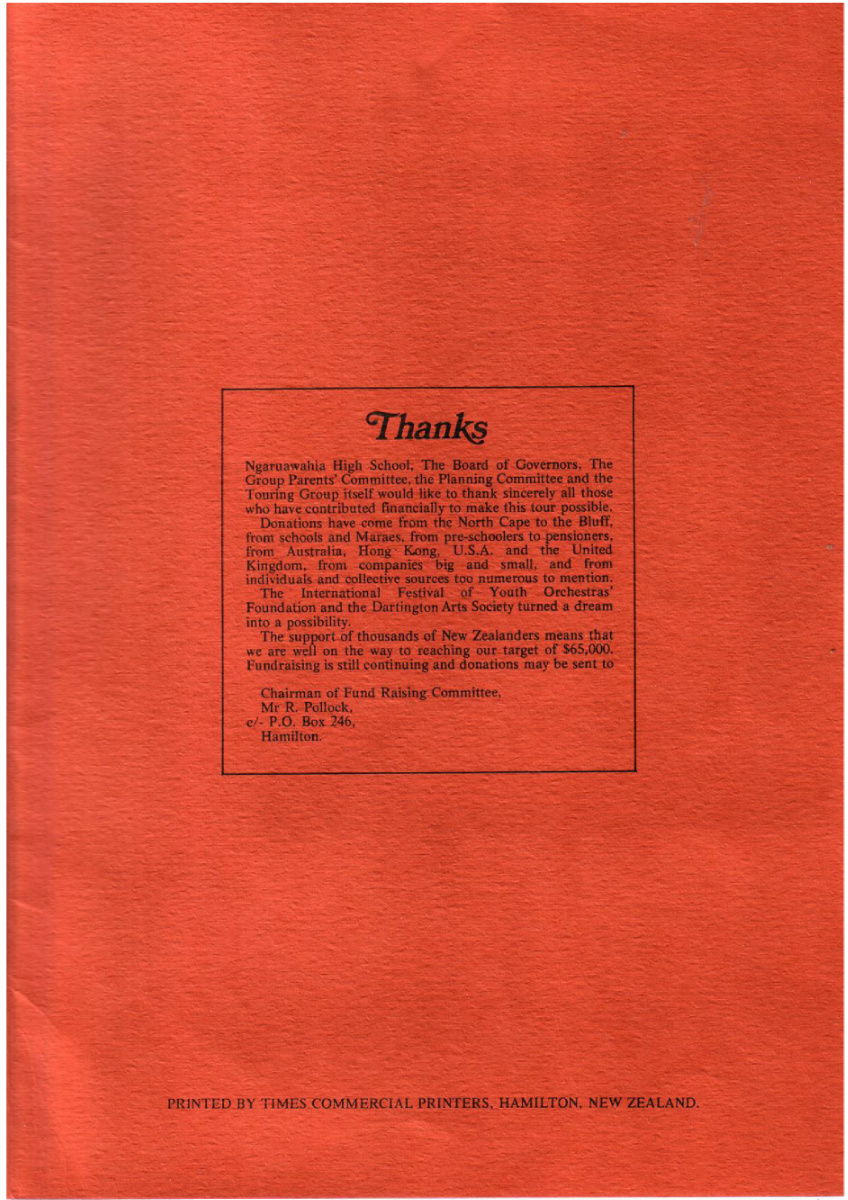 Thanks
Ngaruawahia High School, The Board of Governors, The
Group Parents' Committee, the Planning Committee and the
Touring Group itself would like to thank sincerely all those
who have contributed financially to make this tour possible.
Donations have come from the North Cape to the Bluff,
from schools and Maraes, from pre-schoolers to pensioners,
from Australia, Hong Kong, U.S.A. and the United
Kingdom, from companies big and small, and from
individuals and collective sources too numerous to mention.
The International Festival of Youth Orchestras'
Foundation and the Dartington Arts Society turned a dream
into a possibility.
The support of thousands of New Zealanders means that
we are well on the way to reaching our target of $65,000.
Fundraising is still continuing and donations may be sent to
Chairman of Fund Raising Committee,
Mr R. Pollock,
c/- P.O. Box 246,
Hamilton.
PRINTED BY TIMES COMMERCIAL PRINTERS, HAMILTON, NEW ZEALAND.